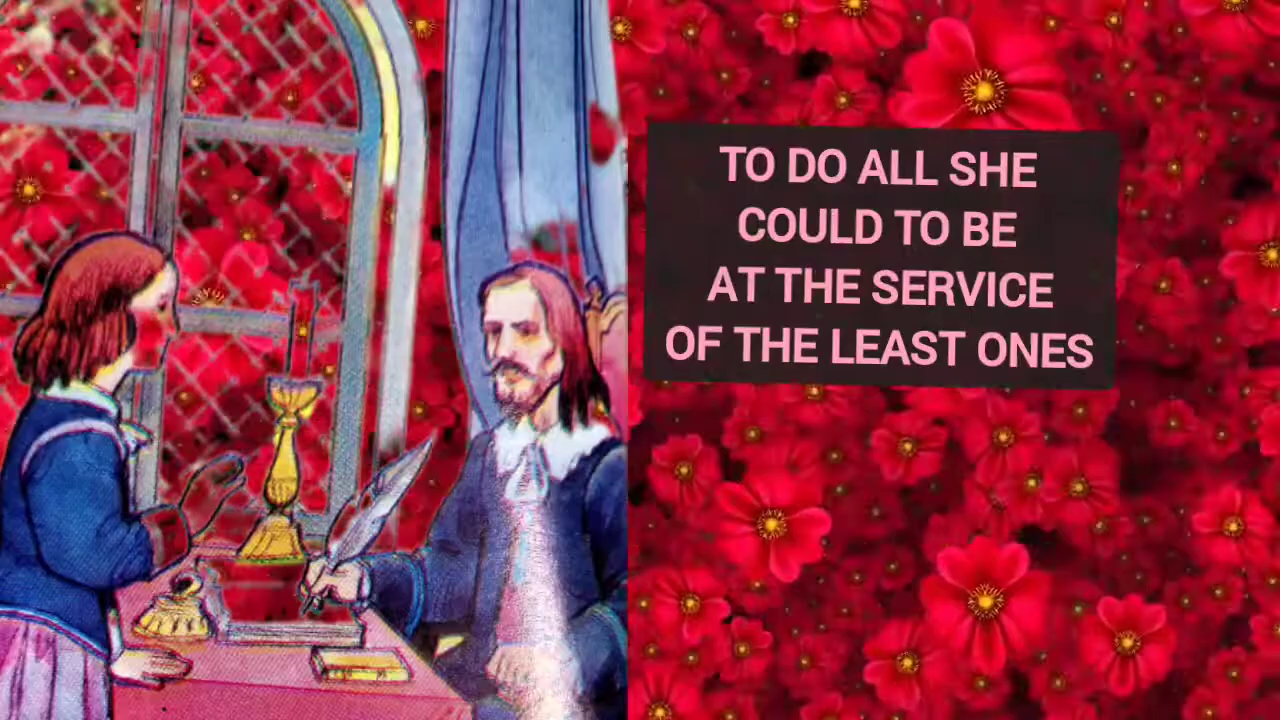 TO DO ALL SHE
COULD TO BE
AT THE SERVICE
OF THE LEAST ONES